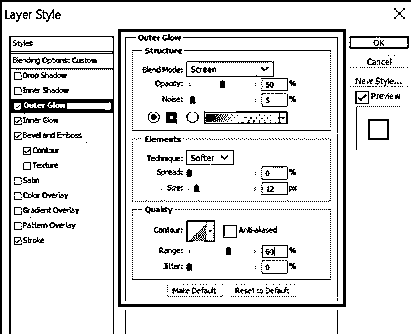 Layer Style
Styles
Blending Options: Custom
Drop Shadow
Inner Shadow
Outer Glow
Inner Glow
Bevel and Emboss
Contour
Texture
Satin
Color Overlay
Gradient Overlay
Pattern Overlay
Stroke
Outer Glow
Structure
Blend Mode: Screen
Opacity: 50 %
Noise: 5 %
Elements
Technique: Softer
Spread: 0 %
Size: 12 px
Quality
Contour: Anti-aliased
Range: 60 %
Jitter: 0 %
Make Default Reset to Default
OK
Cancel
New Style...
Preview